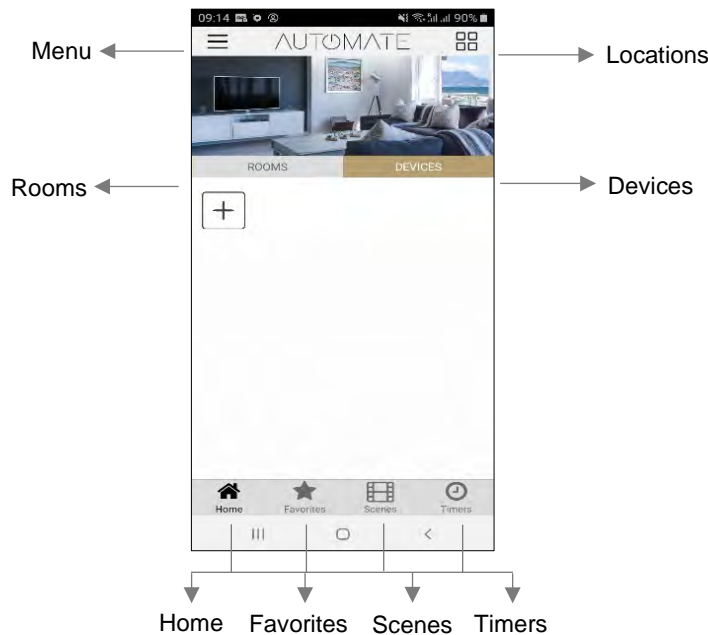 09:14 90%
Menu
AUTOMATE
Locations
ROOMS DEVICES
Rooms
Devices
Home Favorites Scenes Timers
Home Favorites Scenes Timers